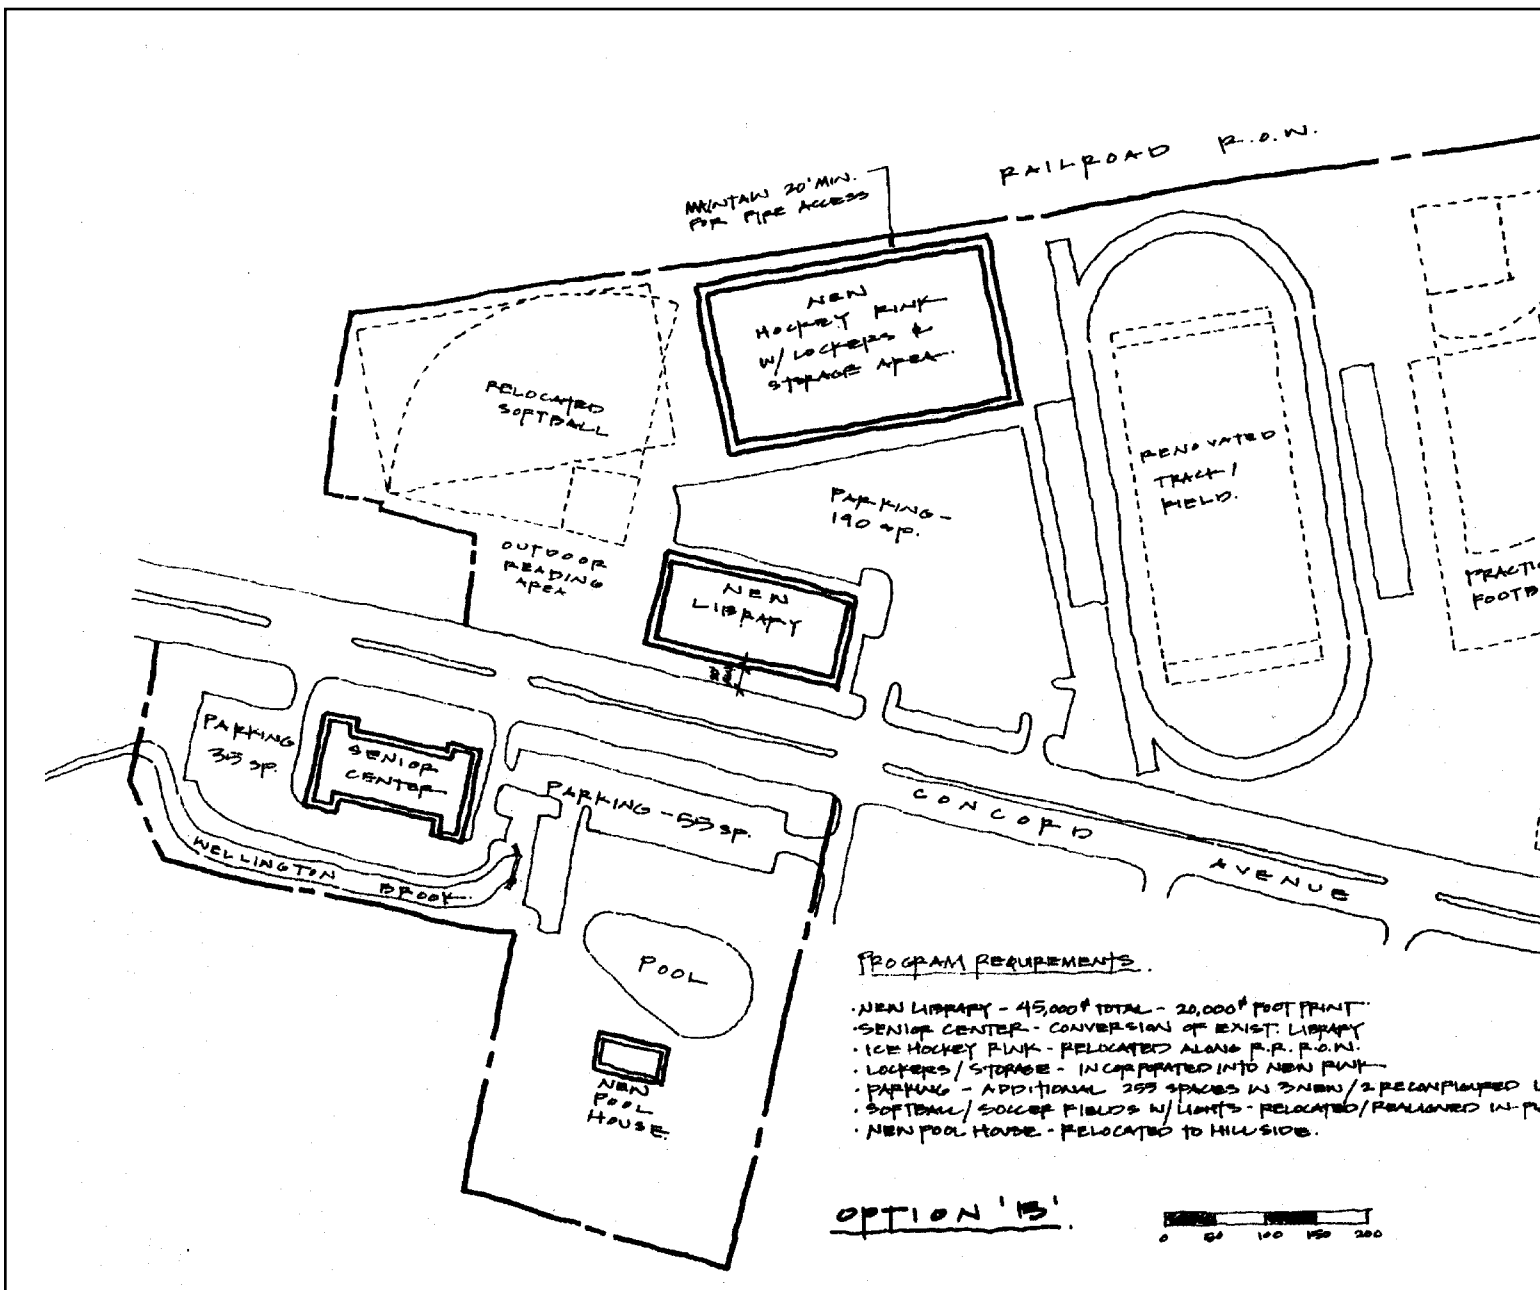 RAILROAD R.O.W.
MAINTAIN 20' MIN.
FOR FIRE ACCESS
NEW
HOCKEY RINK
W/ LOCKERS &
STORAGE AREA.
RELOCATED
SOFTBALL
RENOVATED
TRACK /
FIELD.
PARKING -
190 sp.
OUTDOOR
READING
AREA
NEW
LIBRARY
PRACTI
FOOTB
PARKING
35 sp.
SENIOR
CENTER
PARKING - 55 sp.
CONCORD AVENUE
WELLINGTON BROOK
POOL
NEW
POOL
HOUSE.
PROGRAM REQUIREMENTS.
· NEW LIBRARY - 45,000# TOTAL - 20,000# FOOT PRINT
· SENIOR CENTER - CONVERSION OF EXIST. LIBRARY
· ICE HOCKEY RINK - RELOCATED ALONG R.R. R.O.W.
· LOCKERS / STORAGE - INCORPORATED INTO NEW RINK
· PARKING - ADDITIONAL SPACES IN 3 NEW / 2 RECONFIGURED
· SOFTBALL / SOCCER FIELDS W/ LIGHTS - RELOCATED / REALIGNED IN
· NEW POOL HOUSE - RELOCATED TO HILLSIDE.
OPTION 'B'.
0 50 100 150 200